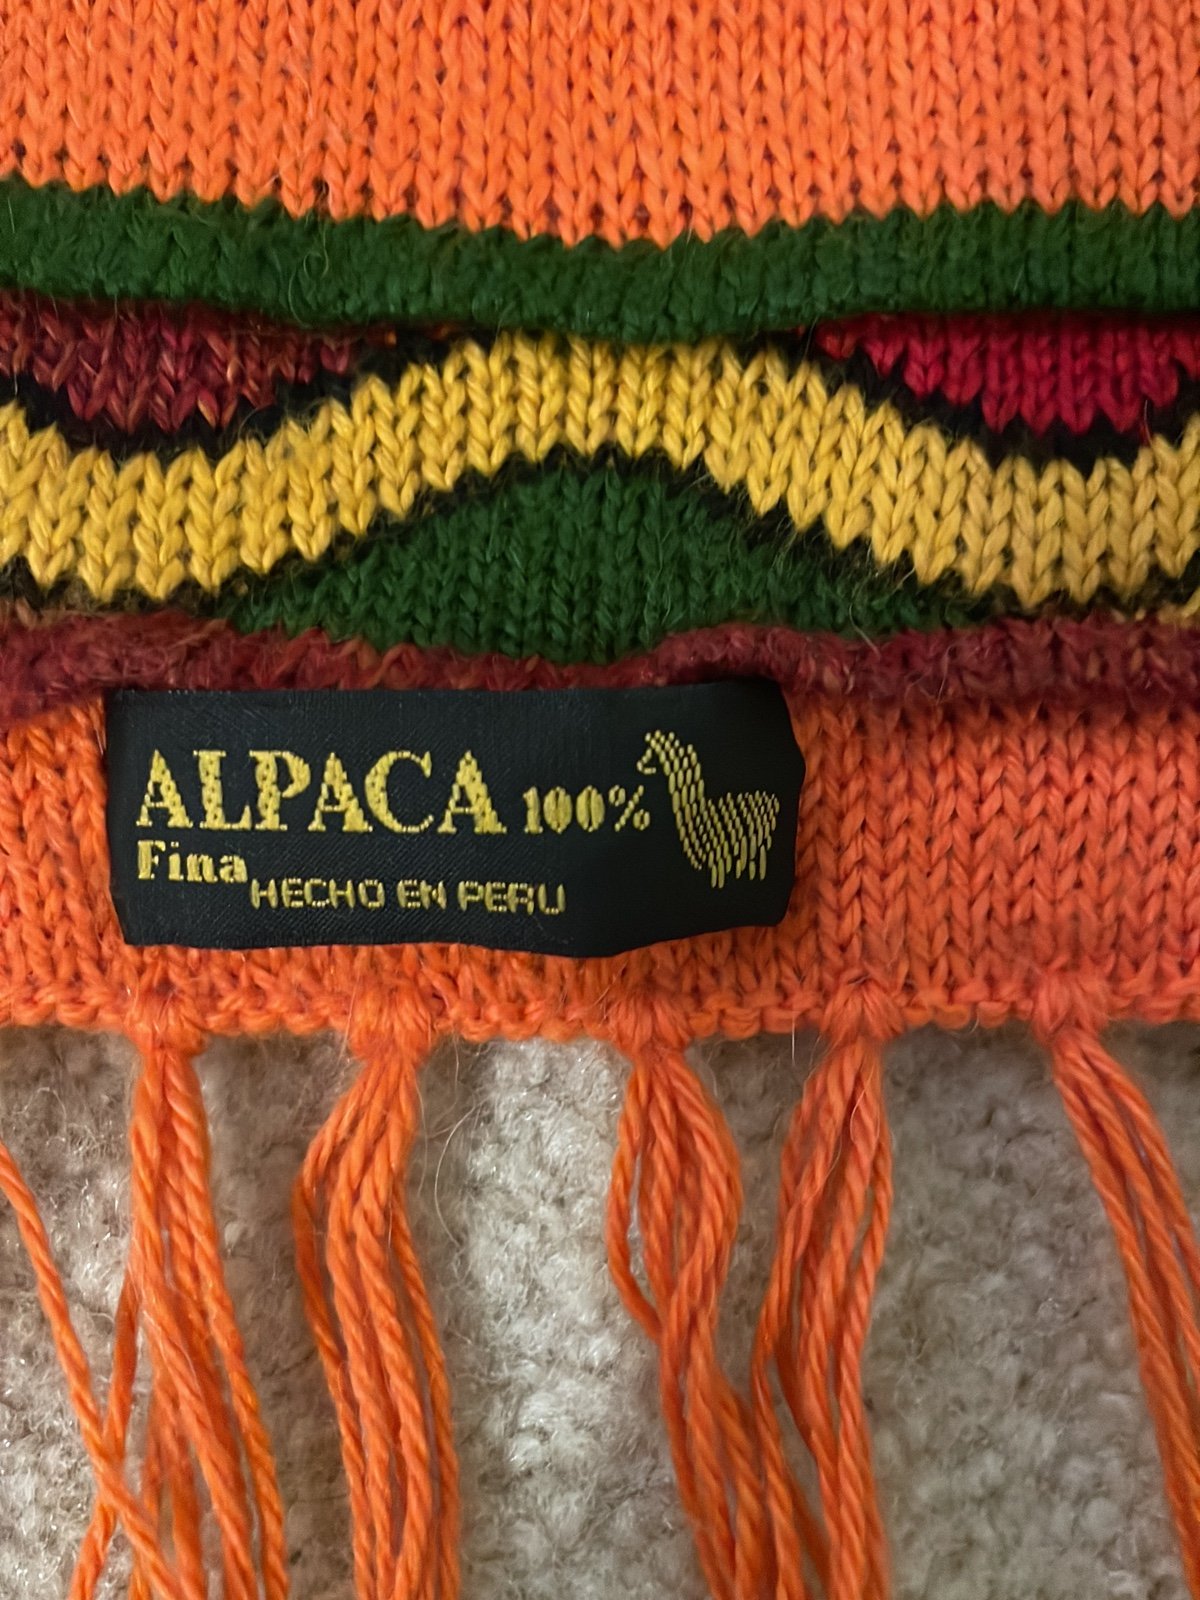 ALPACA 100%
Fina
HECHO EN PERU